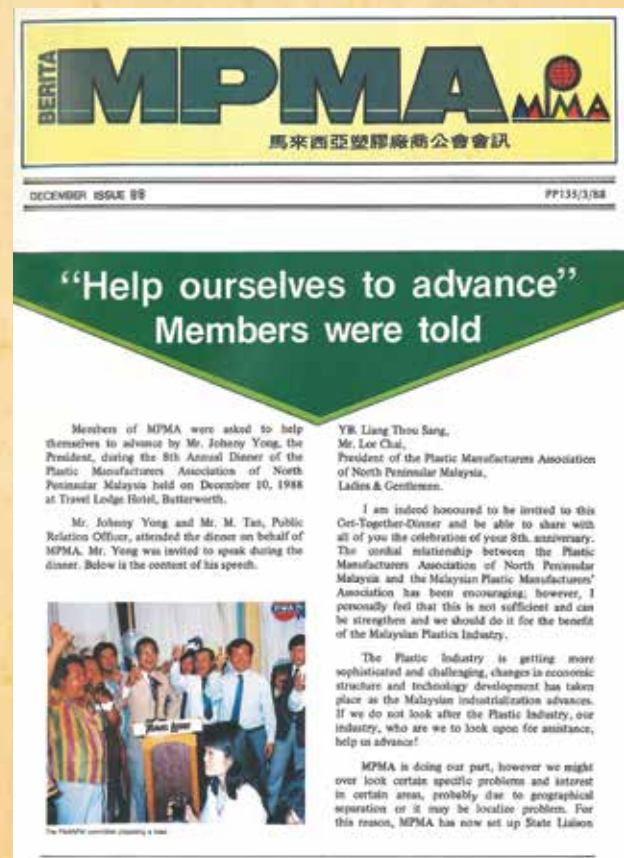 BERITA
MPMA
MPMA
馬來西亞塑膠廠商公會會訊
DECEMBER ISSUE 88
PP135/3/88
“Help ourselves to advance”
Members were told
Members of MPMA were asked to help
themselves to advance by Mr. Johnny Yong, the
President, during the 8th Annual Dinner of the
Plastic Manufacturers Association of North
Peninsular Malaysia held on December 10, 1988
at Travel Lodge Hotel, Butterworth.
Mr. Johnny Yong and Mr. M. Tan, Public
Relation Officer, attended the dinner on behalf of
MPMA. Mr. Yong was invited to speak during the
dinner. Below is the content of his speech.
The PMANPM committee proposing a toast
YB. Liang Thou Sang,
Mr. Lor Chai,
President of the Plastic Manufacturers Association
of North Peninsular Malaysia,
Ladies & Gentlemen.
I am indeed honoured to be invited to this
Get-Together-Dinner and be able to share with
all of you the celebration of your 8th. anniversary.
The cordial relationship between the Plastic
Manufacturers Association of North Peninsular
Malaysia and the Malaysian Plastic Manufacturers'
Association has been encouraging; however, I
personally feel that this is not sufficient and can
be strengthen and we should do it for the benefit
of the Malaysian Plastics Industry.
The Plastic Industry is getting more
sophisticated and challenging, changes in economic
structure and technology development has taken
place as the Malaysian industrialization advances.
If we do not look after the Plastic Industry, our
industry, who are we to look upon for assistance,
help us advance!
MPMA is doing our part, however we might
over look certain specific problems and interest
in certain areas, probably due to geographical
separation or it may be localize problem. For
this reason, MPMA has now set up State Liaison